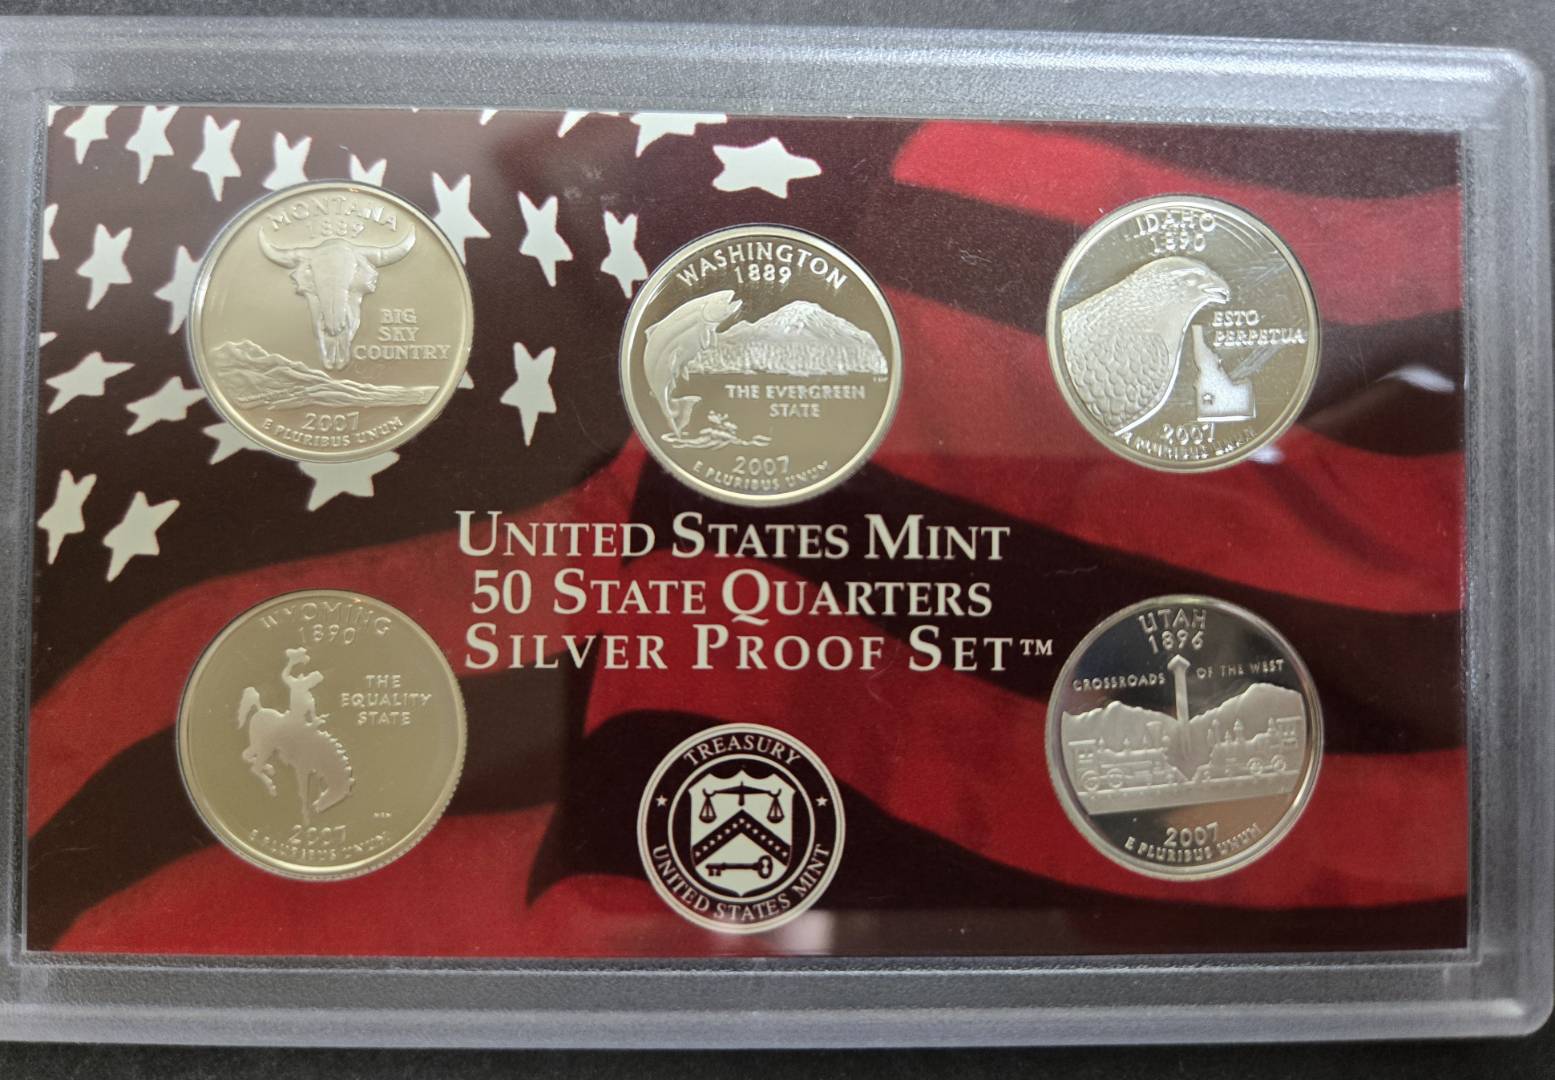 MONTANA
1889
BIG
SKY
COUNTRY
2007
E PLURIBUS UNUM
WASHINGTON
1889
THE EVERGREEN
STATE
2007
E PLURIBUS UNUM
IDAHO
1890
ESTO
PERPETUA
2007
E PLURIBUS UNUM
UNITED STATES MINT
50 STATE QUARTERS
SILVER PROOF SET™
WYOMING
1890
THE
EQUALITY
STATE
2007
E PLURIBUS UNUM
TREASURY
UNITED STATES MINT
UTAH
1896
CROSSROADS OF THE WEST
2007
E PLURIBUS UNUM